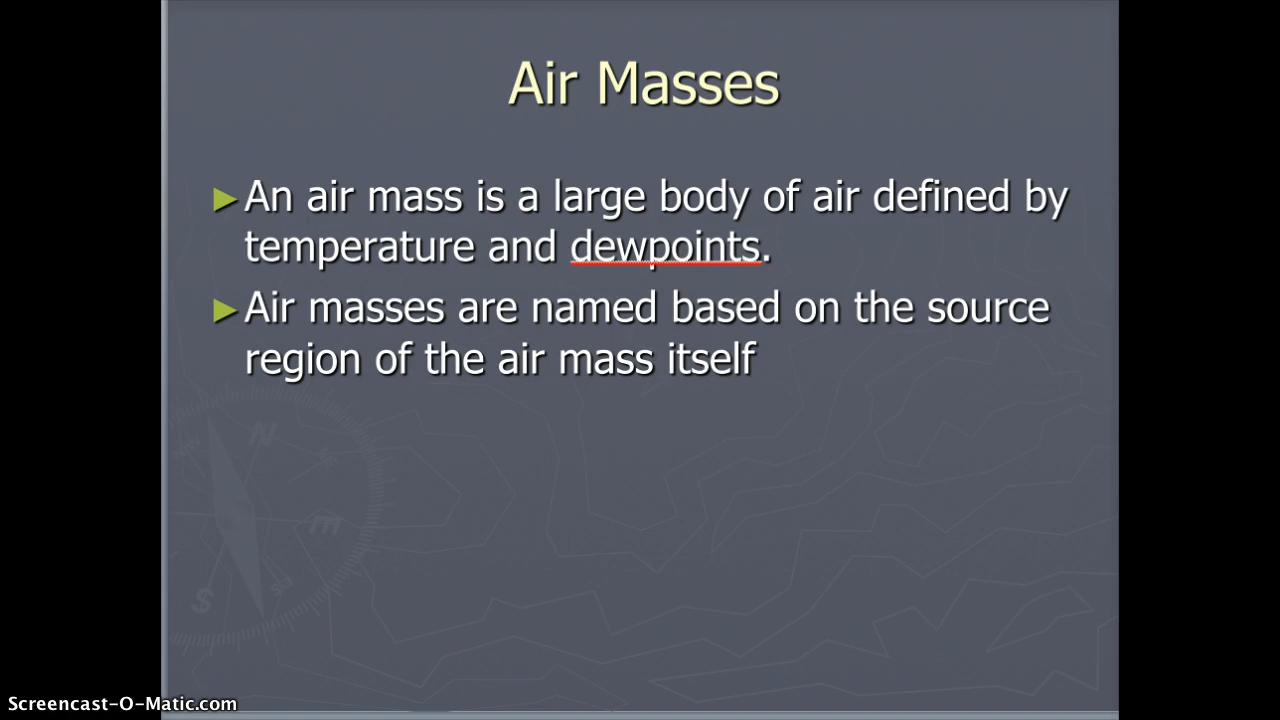 Air Masses
►An air mass is a large body of air defined by
temperature and dewpoints.
►Air masses are named based on the source
region of the air mass itself
N
E
S
SE
Screencast-O-Matic.com